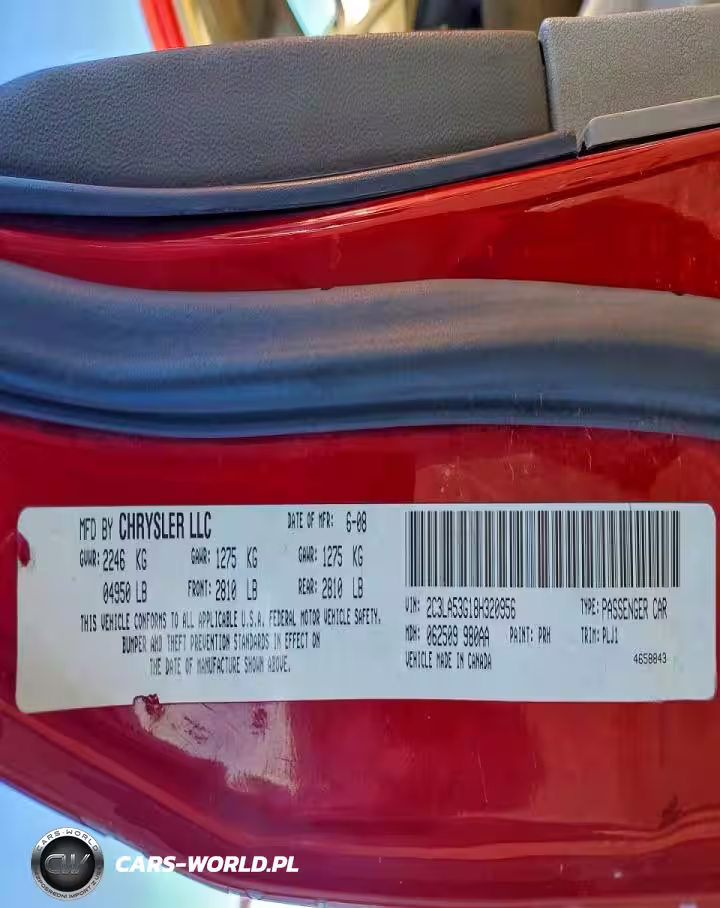 MFD BY CHRYSLER LLC DATE OF MFR: 6-08
GVWR: 2246 KG GAWR: 1275 KG GAWR: 1275 KG
04950 LB FRONT: 2810 LB REAR: 2810 LB
THIS VEHICLE CONFORMS TO ALL APPLICABLE U.S.A. FEDERAL MOTOR VEHICLE SAFETY,
BUMPER AND THEFT PREVENTION STANDARDS IN EFFECT ON
THE DATE OF MANUFACTURE SHOWN ABOVE.
VIN: 2C3LA53G18H320956 TYPE: PASSENGER CAR
MDH: 062509 980AA PAINT: PRH TRIM: PLJ1
VEHICLE MADE IN CANADA 4658843
CARS-WORLD
CW
CARS-WORLD.PL